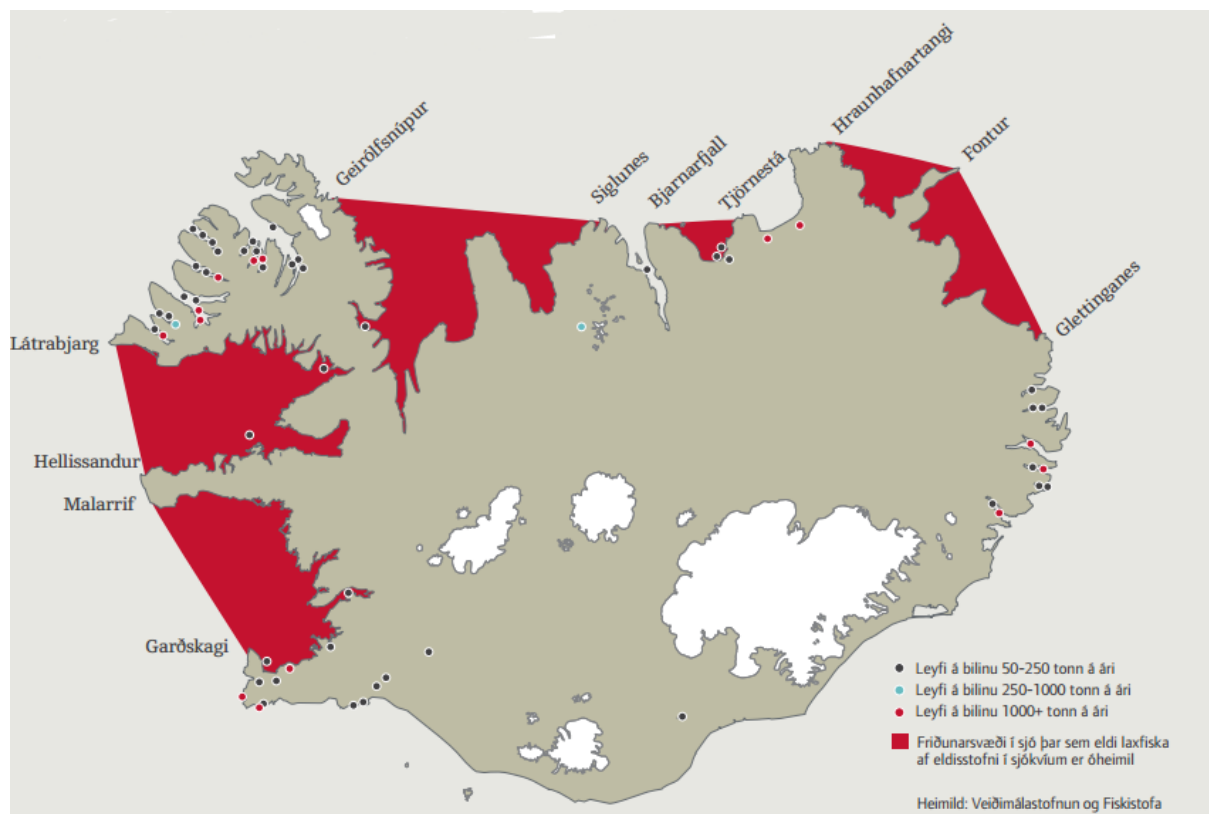 Hraunhafnartangi
Geirólfsnúpur
Siglunes
Bjarnarfjall
Tjörnestá
Fontur
Glettinganes
Látrabjarg
Hellissandur
Malarrif
Garðskagi
Leyfi á bilinu 50-250 tonn á ári
Leyfi á bilinu 250-1000 tonn á ári
Leyfi á bilinu 1000+ tonn á ári
Friðunarsvæði í sjó þar sem eldi laxfiska
af eldisstofni í sjókvíum er óheimil
Heimild: Veiðimálastofnun og Fiskistofa